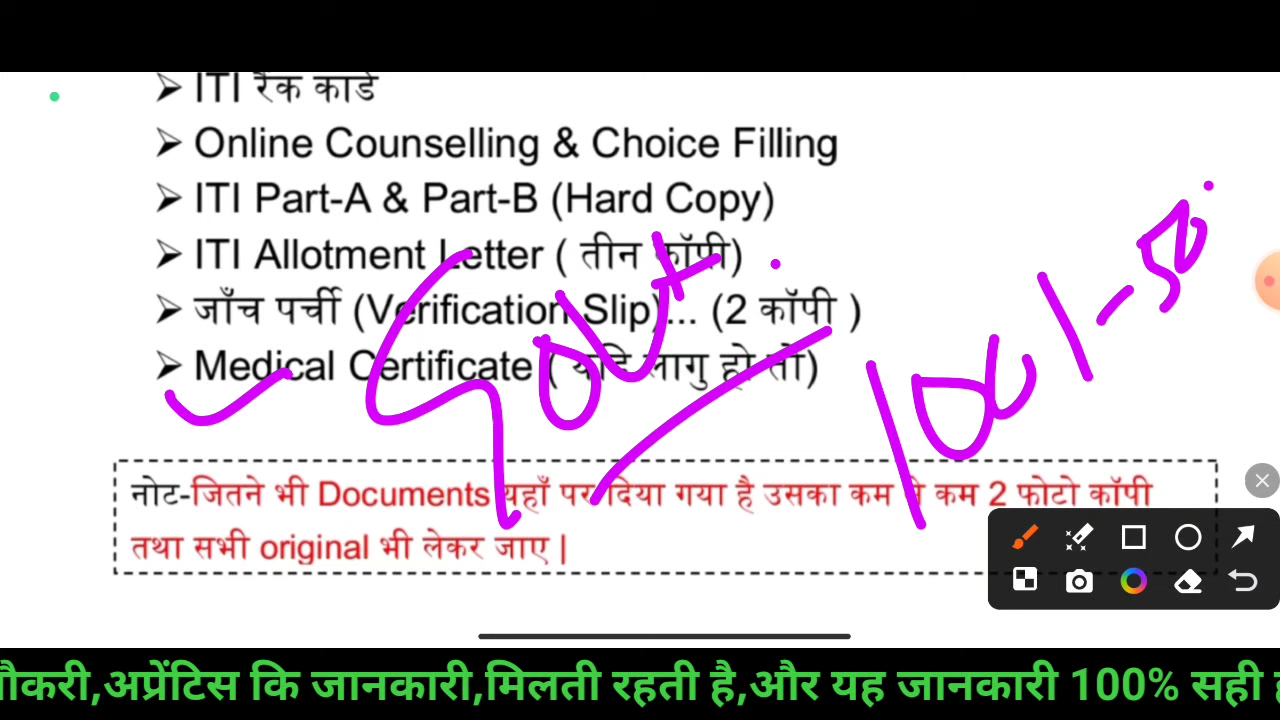 ➢ ITI रैंक कार्ड
➢ Online Counselling & Choice Filling
➢ ITI Part-A & Part-B (Hard Copy)
➢ ITI Allotment Letter ( तीन कॉपी)
➢ जाँच पर्ची (Verification Slip)... (2 कॉपी )
➢ Medical Certificate ( यदि लागु हो तो)
Govt.
नोट-जितने भी Documents यहाँ पर दिया गया है उसका कम से कम 2 फोटो कॉपी
तथा सभी original भी लेकर जाए |
नौकरी,अप्रेंटिस कि जानकारी,मिलती रहती है,और यह जानकारी 100% सही